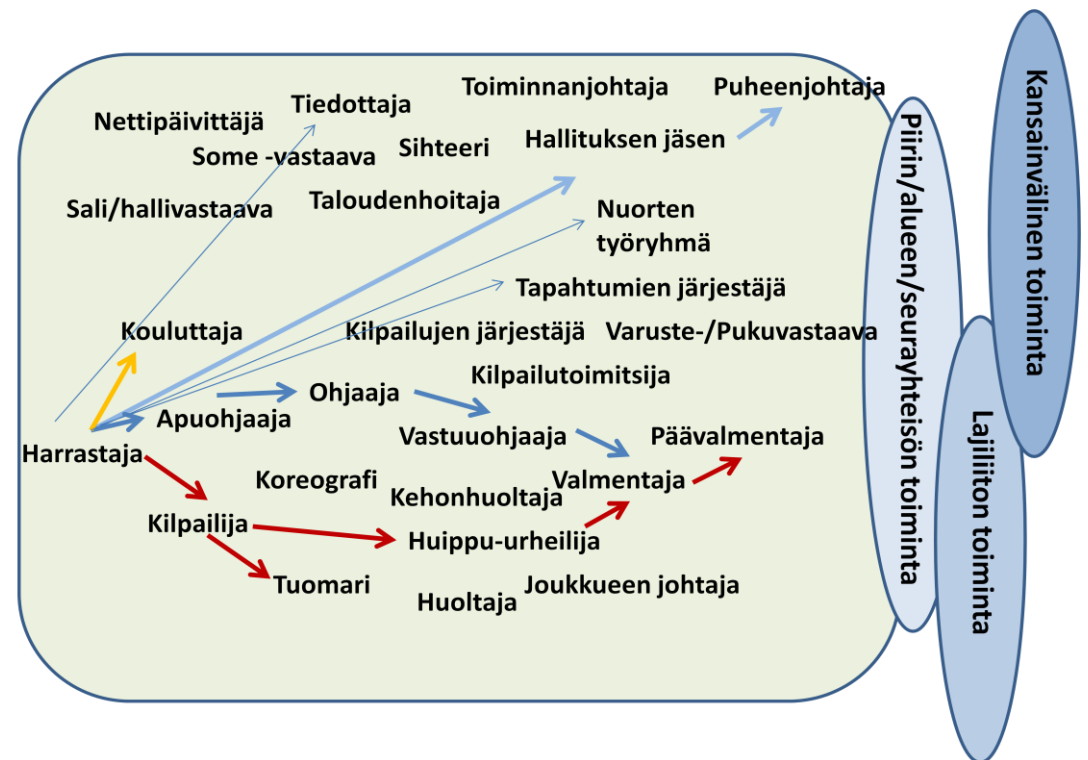 Toiminnanjohtaja
Puheenjohtaja
Tiedottaja
Nettipäivittäjä
Some -vastaava
Sihteeri
Hallituksen jäsen
Sali/hallivastaava
Taloudenhoitaja
Nuorten
työryhmä
Tapahtumien järjestäjä
Kouluttaja
Kilpailujen järjestäjä
Varuste-/Pukuvastaava
Kilpailutoimitsija
Ohjaaja
Apuohjaaja
Vastuuohjaaja
Päävalmentaja
Harrastaja
Koreografi
Kehonhuoltaja
Valmentaja
Kilpailija
Huippu-urheilija
Tuomari
Huoltaja
Joukkueen johtaja
Piirin/alueen/seurayhteisön toiminta
Lajiliiton toiminta
Kansainvälinen toiminta